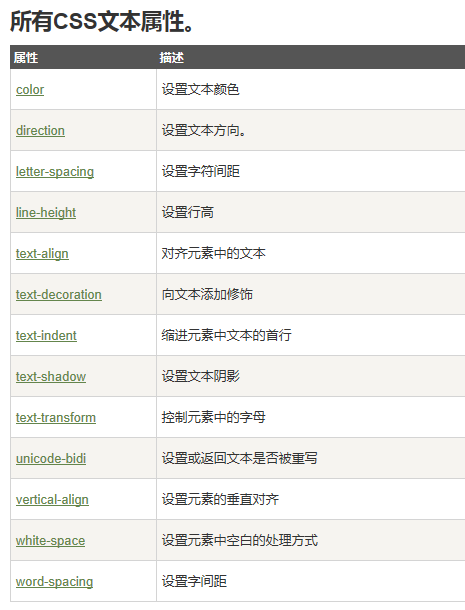 所有CSS文本属性。
属性 描述
color 设置文本颜色
direction 设置文本方向。
letter-spacing 设置字符间距
line-height 设置行高
text-align 对齐元素中的文本
text-decoration 向文本添加修饰
text-indent 缩进元素中文本的首行
text-shadow 设置文本阴影
text-transform 控制元素中的字母
unicode-bidi 设置或返回文本是否被重写
vertical-align 设置元素的垂直对齐
white-space 设置元素中空白的处理方式
word-spacing 设置字间距